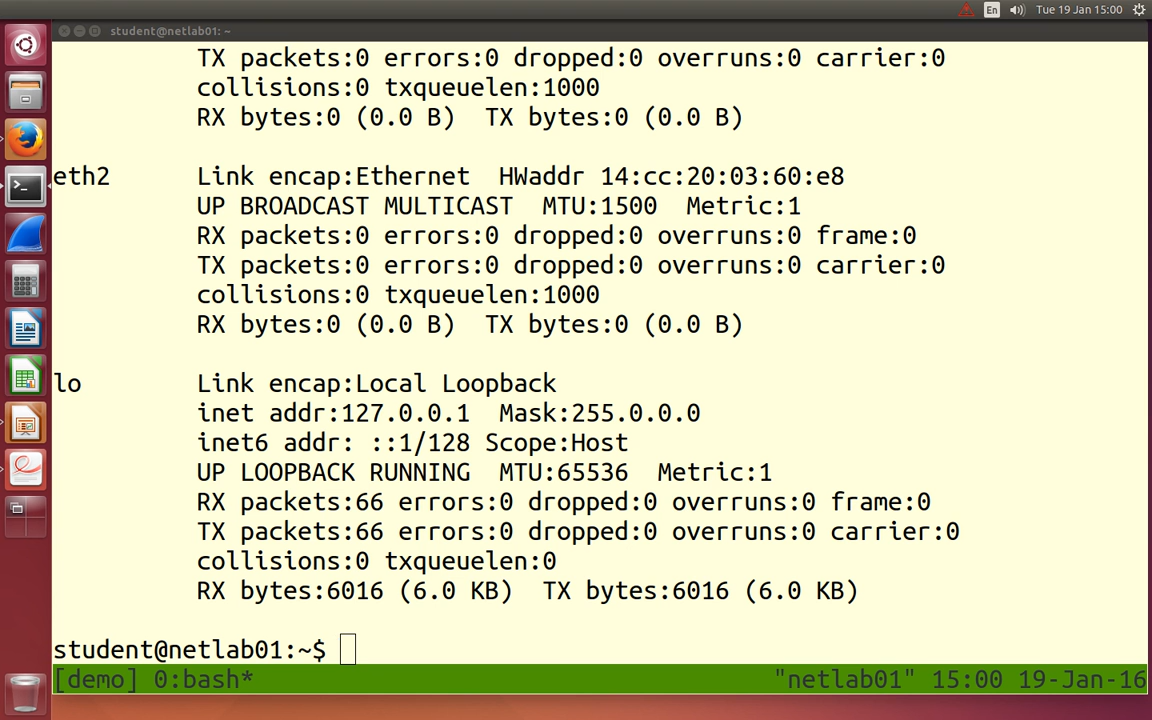 En Tue 19 Jan 15:00
student@netlab01: ~
TX packets:0 errors:0 dropped:0 overruns:0 carrier:0
collisions:0 txqueuelen:1000
RX bytes:0 (0.0 B)  TX bytes:0 (0.0 B)
eth2 Link encap:Ethernet  HWaddr 14:cc:20:03:60:e8
UP BROADCAST MULTICAST  MTU:1500  Metric:1
RX packets:0 errors:0 dropped:0 overruns:0 frame:0
TX packets:0 errors:0 dropped:0 overruns:0 carrier:0
collisions:0 txqueuelen:1000
RX bytes:0 (0.0 B)  TX bytes:0 (0.0 B)
lo Link encap:Local Loopback
inet addr:127.0.0.1  Mask:255.0.0.0
inet6 addr: ::1/128 Scope:Host
UP LOOPBACK RUNNING  MTU:65536  Metric:1
RX packets:66 errors:0 dropped:0 overruns:0 frame:0
TX packets:66 errors:0 dropped:0 overruns:0 carrier:0
collisions:0 txqueuelen:0
RX bytes:6016 (6.0 KB)  TX bytes:6016 (6.0 KB)
student@netlab01:~$
[demo] 0:bash* "netlab01" 15:00 19-Jan-16